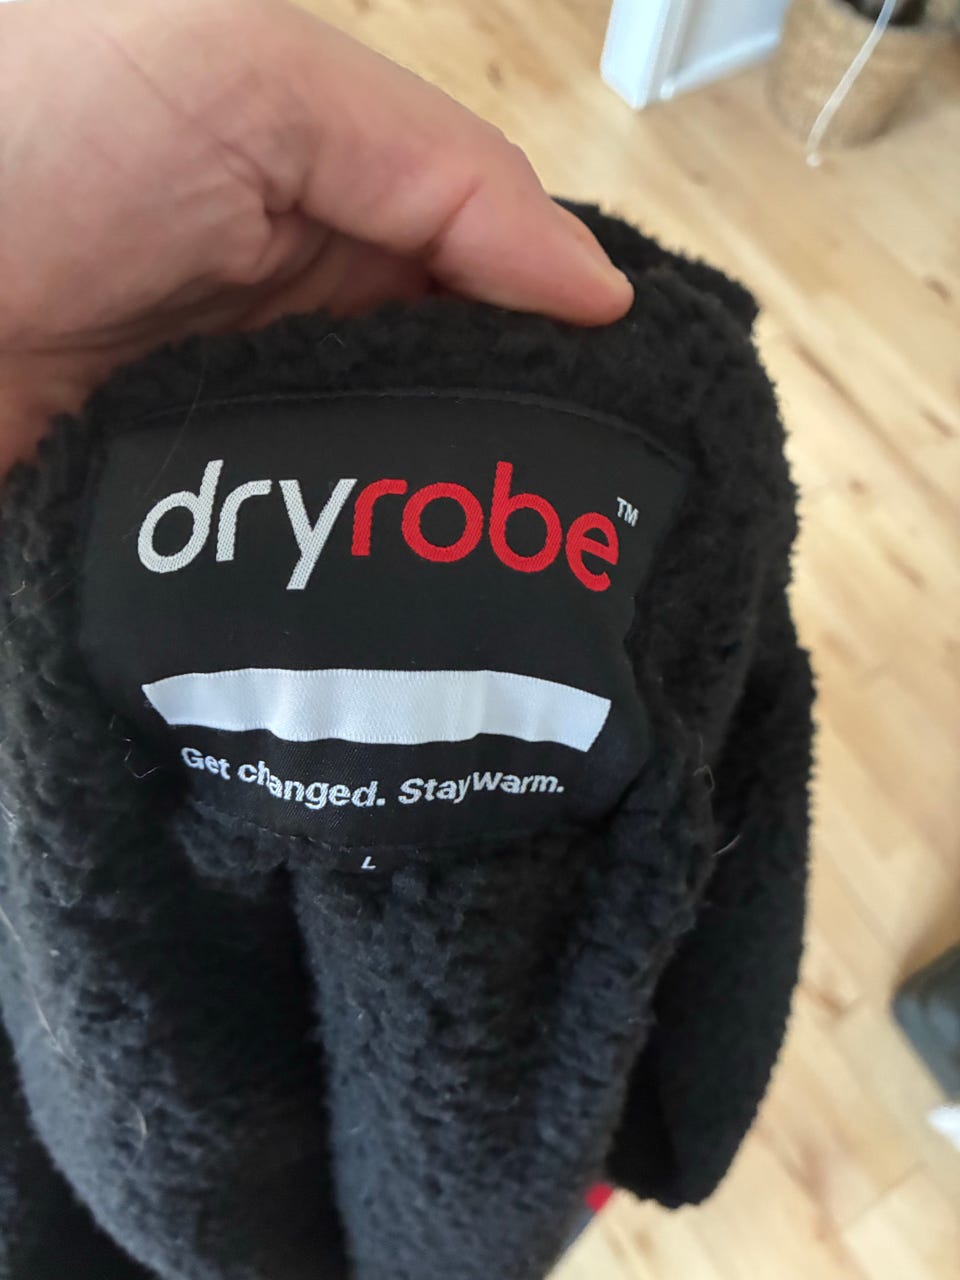 dryrobe™
Get changed. Stay Warm.
L